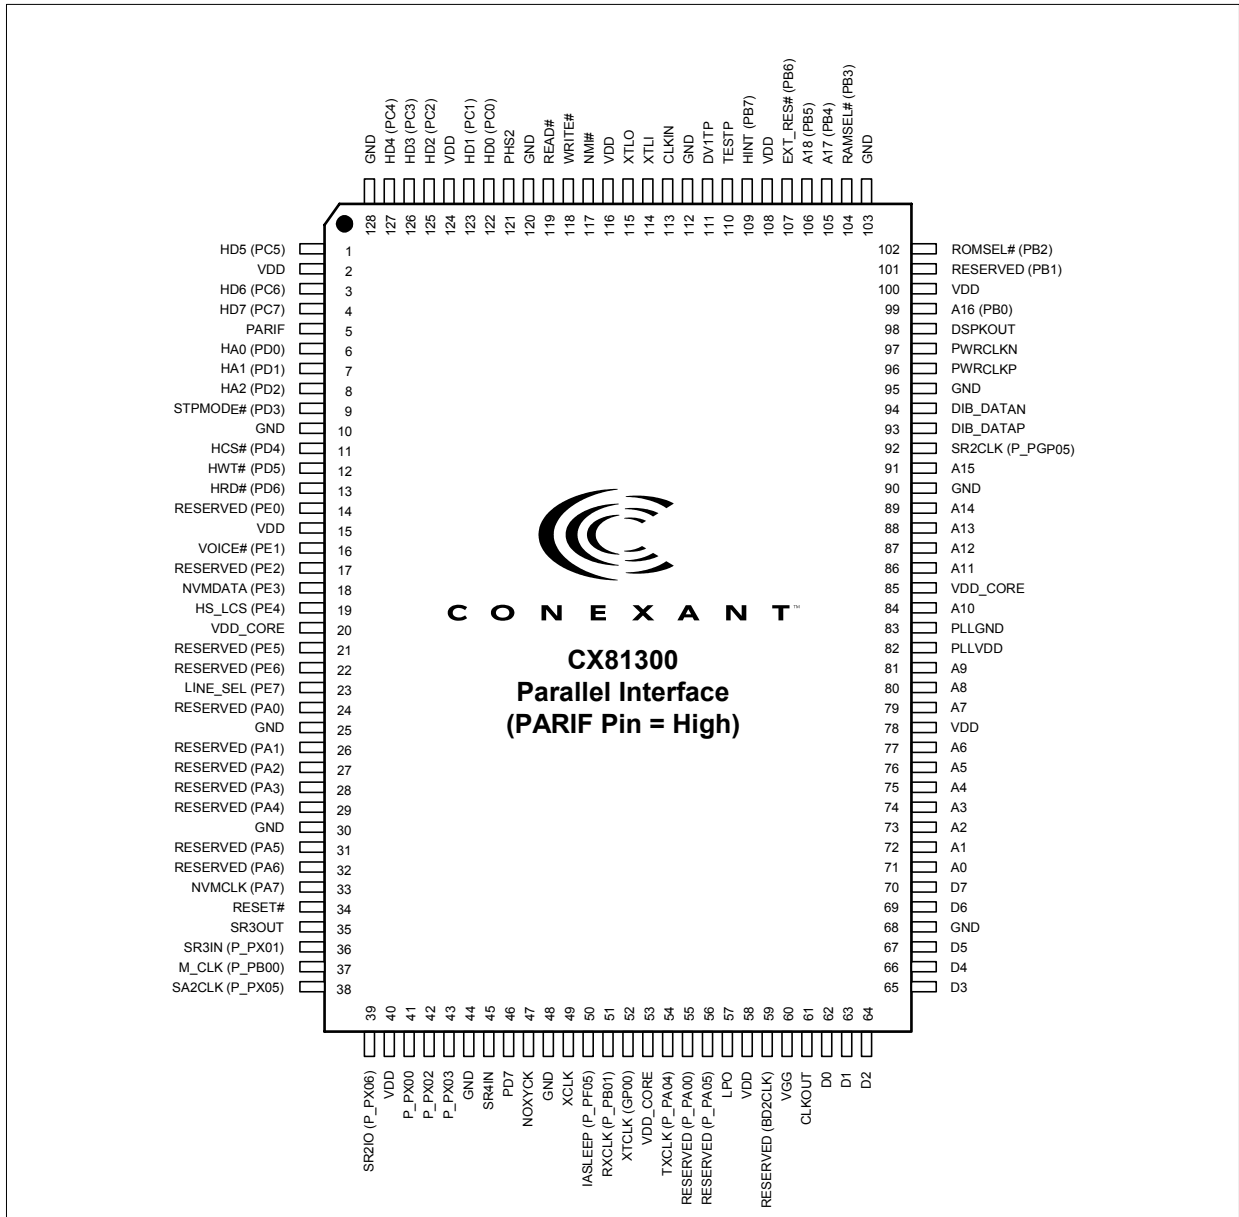 GND
HD4 (PC4)
HD3 (PC3)
HD2 (PC2)
VDD
HD1 (PC1)
HD0 (PC0)
PHS2
GND
READ#
WRITE#
NMI#
VDD
XTLO
XTLI
CLKIN
GND
DV1TP
TESTP
HINT (PB7)
VDD
EXT_RES# (PB6)
A18 (PB5)
A17 (PB4)
RAMSEL# (PB3)
GND
128 127 126 125 124 123 122 121 120 119 118 117 116 115 114 113 112 111 110 109 108 107 106 105 104 103
HD5 (PC5) 1
VDD 2
HD6 (PC6) 3
HD7 (PC7) 4
PARIF 5
HA0 (PD0) 6
HA1 (PD1) 7
HA2 (PD2) 8
STPMODE# (PD3) 9
GND 10
HCS# (PD4) 11
HWT# (PD5) 12
HRD# (PD6) 13
RESERVED (PE0) 14
VDD 15
VOICE# (PE1) 16
RESERVED (PE2) 17
NVMDATA (PE3) 18
HS_LCS (PE4) 19
VDD_CORE 20
RESERVED (PE5) 21
RESERVED (PE6) 22
LINE_SEL (PE7) 23
RESERVED (PA0) 24
GND 25
RESERVED (PA1) 26
RESERVED (PA2) 27
RESERVED (PA3) 28
RESERVED (PA4) 29
GND 30
RESERVED (PA5) 31
RESERVED (PA6) 32
NVMCLK (PA7) 33
RESET# 34
SR3OUT 35
SR3IN (P_PX01) 36
M_CLK (P_PB00) 37
SA2CLK (P_PX05) 38
CONEXANT™
CX81300
Parallel Interface
(PARIF Pin = High)
102 ROMSEL# (PB2)
101 RESERVED (PB1)
100 VDD
99 A16 (PB0)
98 DSPKOUT
97 PWRCLKN
96 PWRCLKP
95 GND
94 DIB_DATAN
93 DIB_DATAP
92 SR2CLK (P_PGP05)
91 A15
90 GND
89 A14
88 A13
87 A12
86 A11
85 VDD_CORE
84 A10
83 PLLGND
82 PLLVDD
81 A9
80 A8
79 A7
78 VDD
77 A6
76 A5
75 A4
74 A3
73 A2
72 A1
71 A0
70 D7
69 D6
68 GND
67 D5
66 D4
65 D3
39 40 41 42 43 44 45 46 47 48 49 50 51 52 53 54 55 56 57 58 59 60 61 62 63 64
SR2IO (P_PX06)
VDD
P_PX00
P_PX02
P_PX03
GND
SR4IN
PD7
NOXYCK
GND
XCLK
IASLEEP (P_PF05)
RXCLK (P_PB01)
XTCLK (GP00)
VDD_CORE
TXCLK (P_PA04)
RESERVED (P_PA00)
RESERVED (P_PA05)
LPO
VDD
RESERVED (BD2CLK)
VGG
CLKOUT
D0
D1
D2